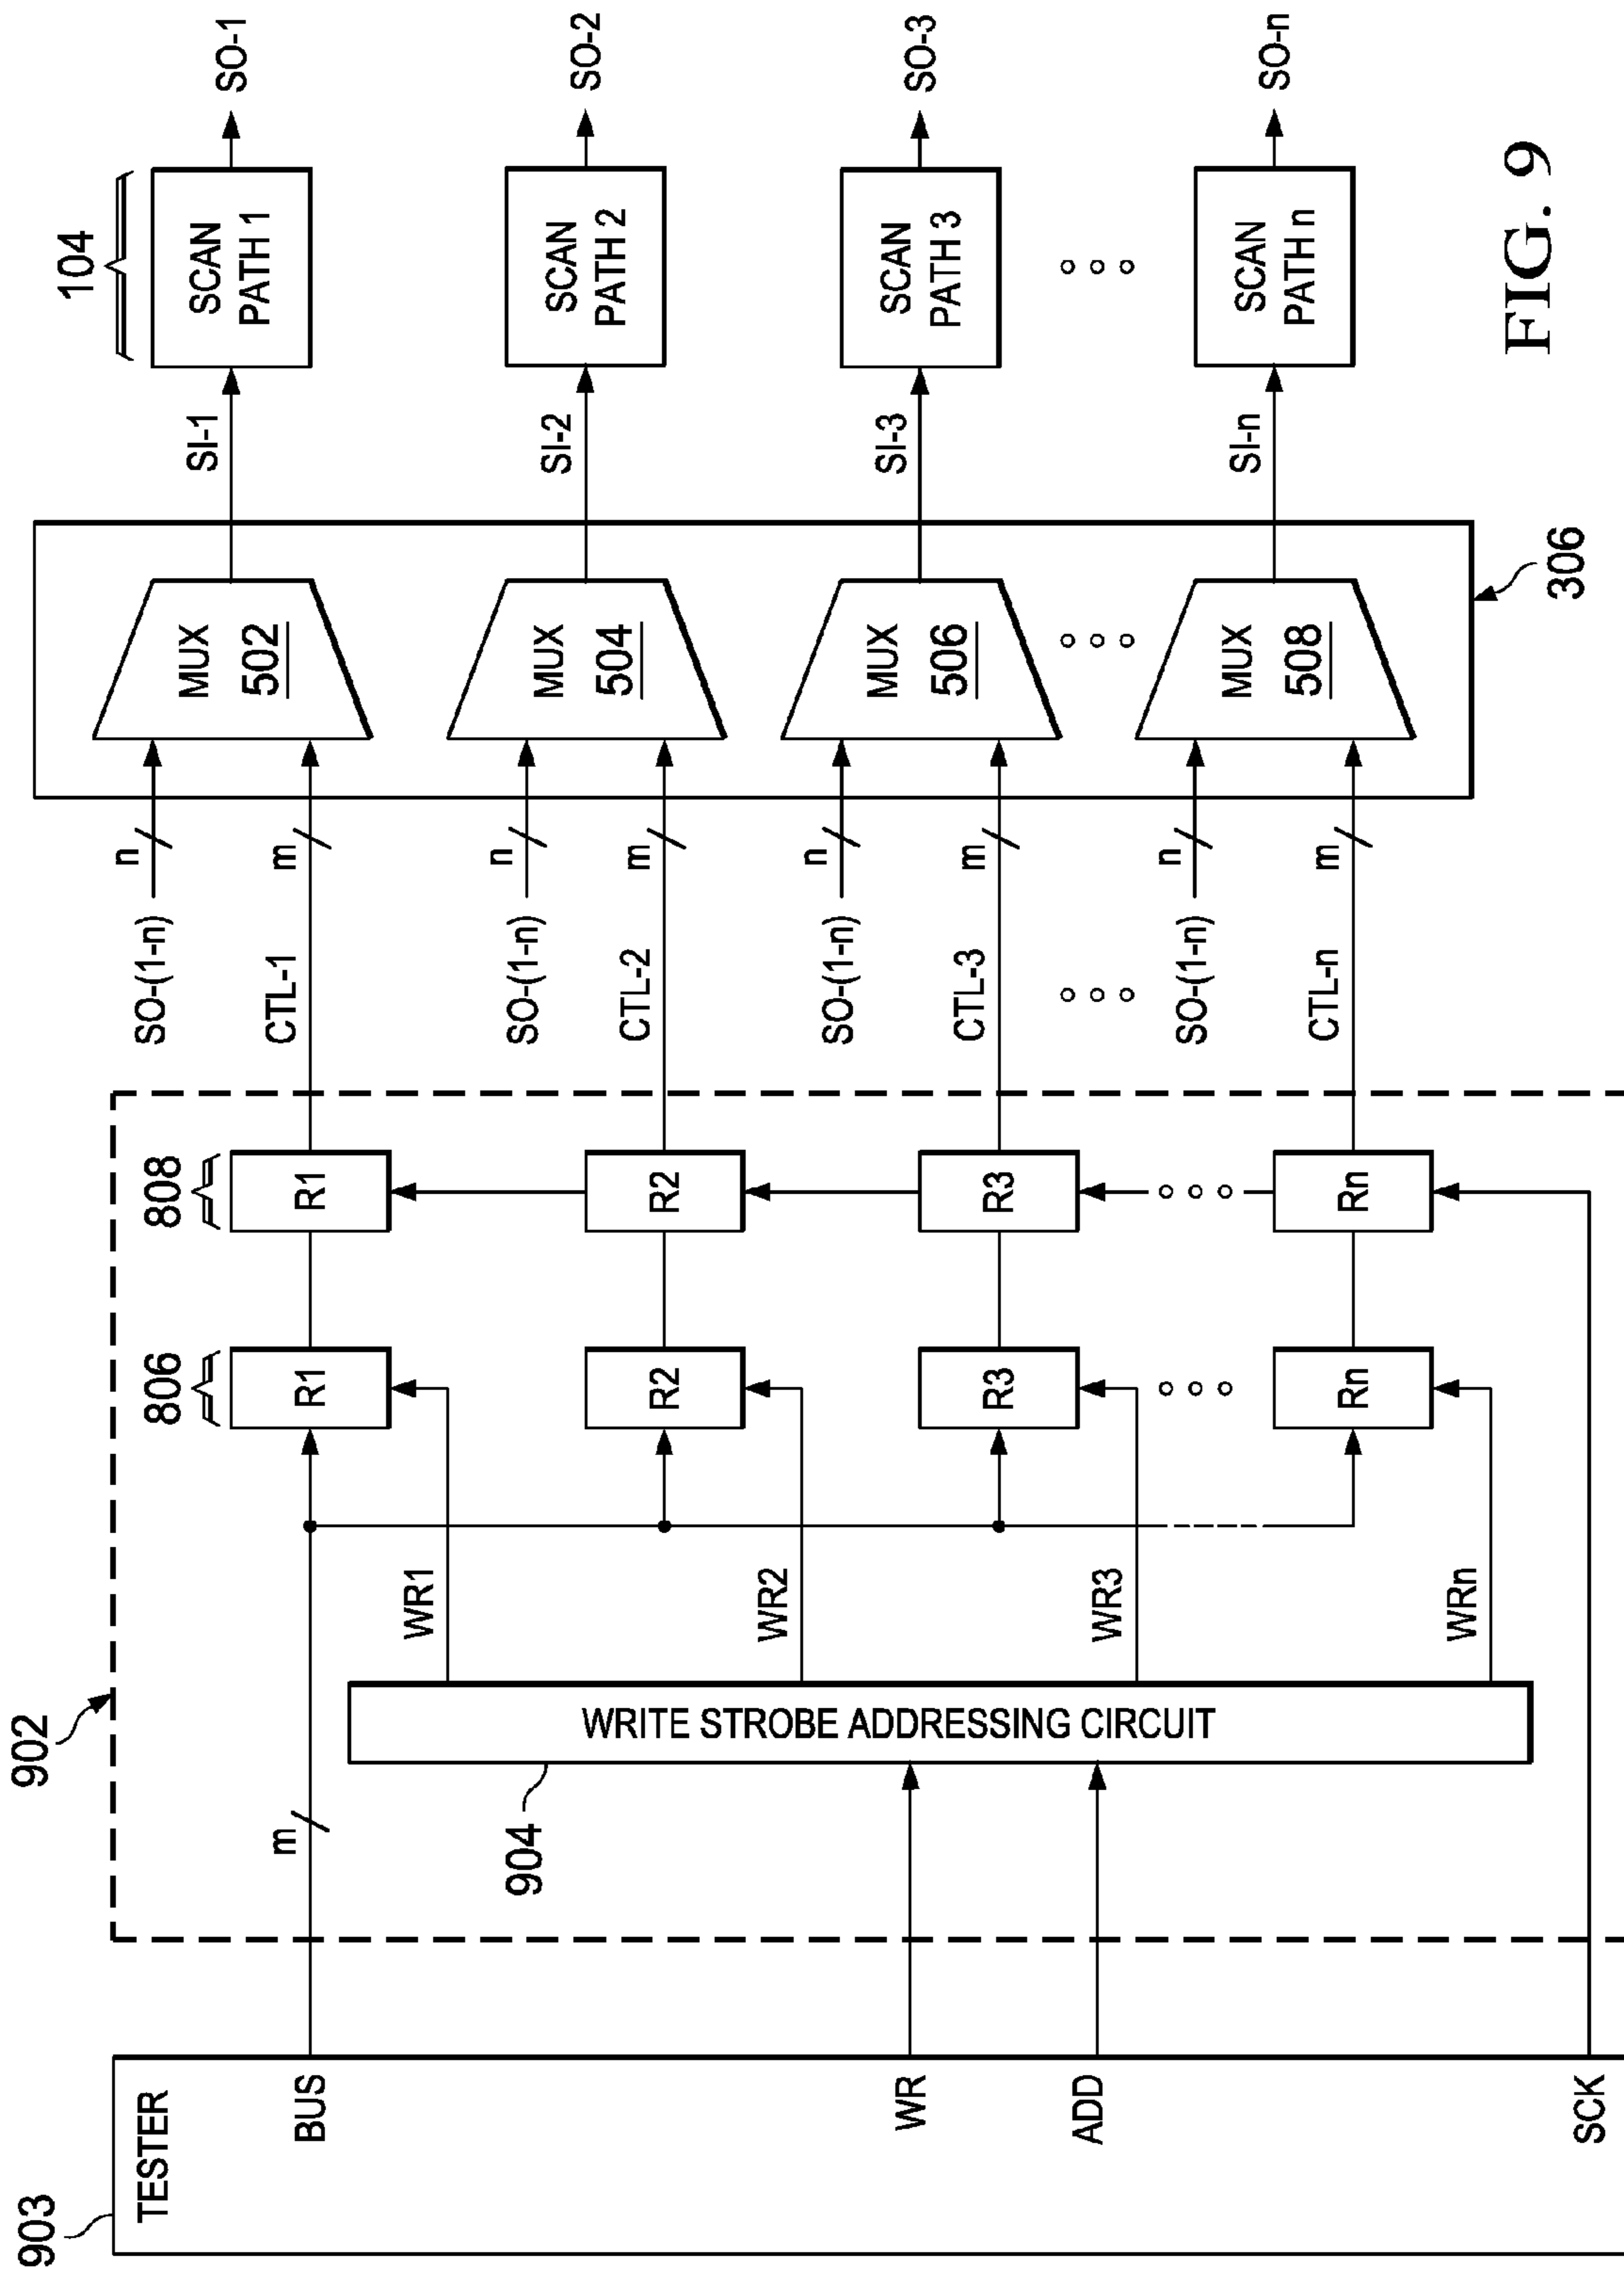 903
TESTER
BUS
WR
ADD
SCK
902
m
904
WRITE STROBE ADDRESSING CIRCUIT
WR1
WR2
WR3
WRn
806
R1
R2
R3
Rn
808
R1
R2
R3
Rn
SO-(1-n)
n
CTL-1
m
SO-(1-n)
n
CTL-2
m
SO-(1-n)
n
CTL-3
m
SO-(1-n)
n
CTL-n
m
MUX
502
MUX
504
MUX
506
MUX
508
306
SI-1
SI-2
SI-3
SI-n
104
SCAN
PATH 1
SCAN
PATH 2
SCAN
PATH 3
SCAN
PATH n
SO-1
SO-2
SO-3
SO-n
FIG. 9